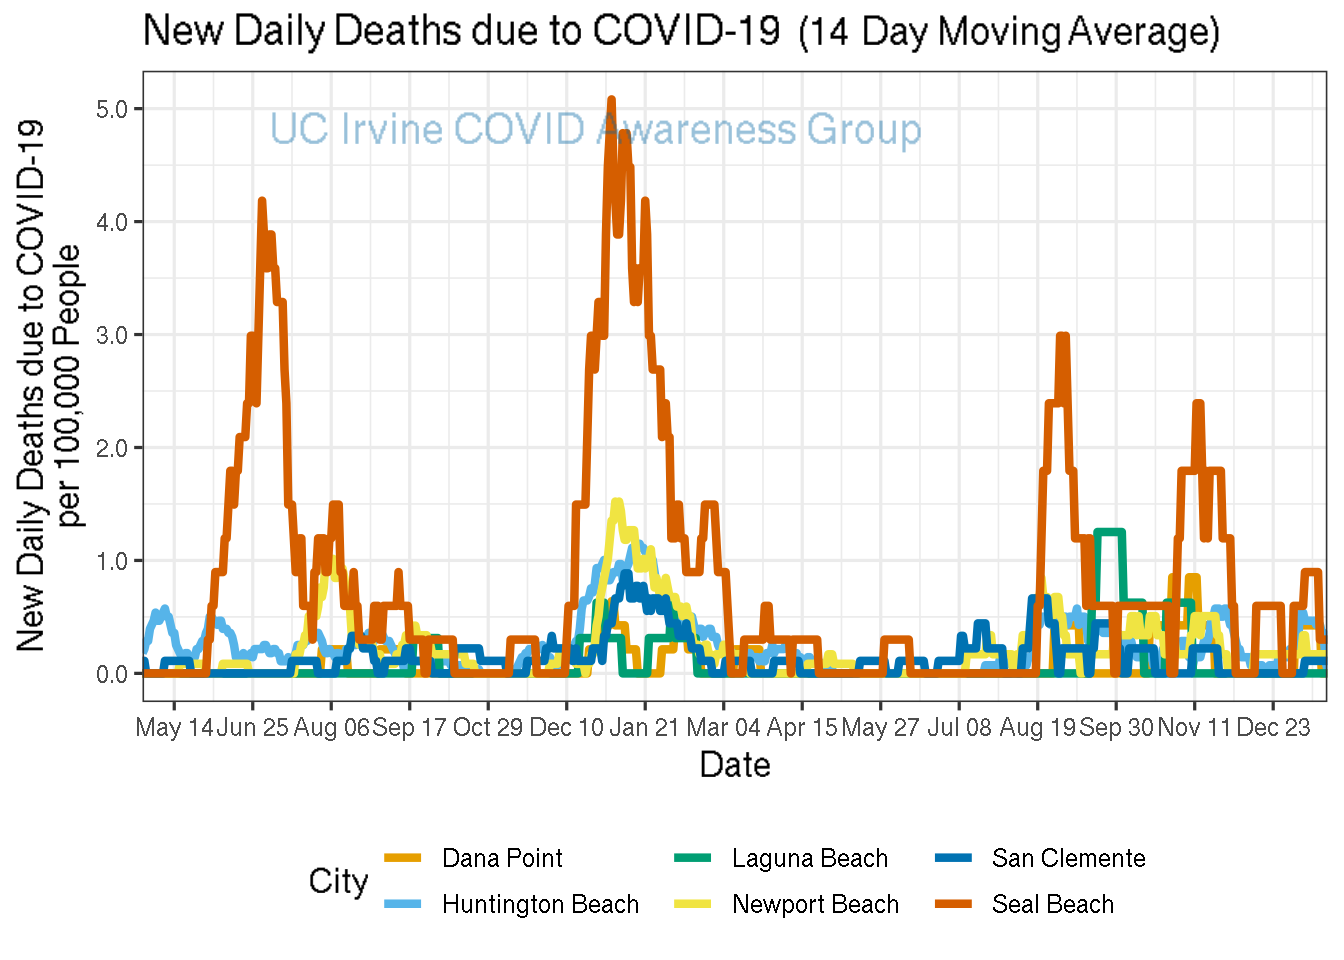 New Daily Deaths due to COVID-19 (14 Day Moving Average)
UC Irvine COVID Awareness Group
New Daily Deaths due to COVID-19
per 100,000 People
5.0
4.0
3.0
2.0
1.0
0.0
May 14 Jun 25 Aug 06 Sep 17 Oct 29 Dec 10 Jan 21 Mar 04 Apr 15 May 27 Jul 08 Aug 19 Sep 30 Nov 11 Dec 23
Date
City
Dana Point Laguna Beach San Clemente
Huntington Beach Newport Beach Seal Beach